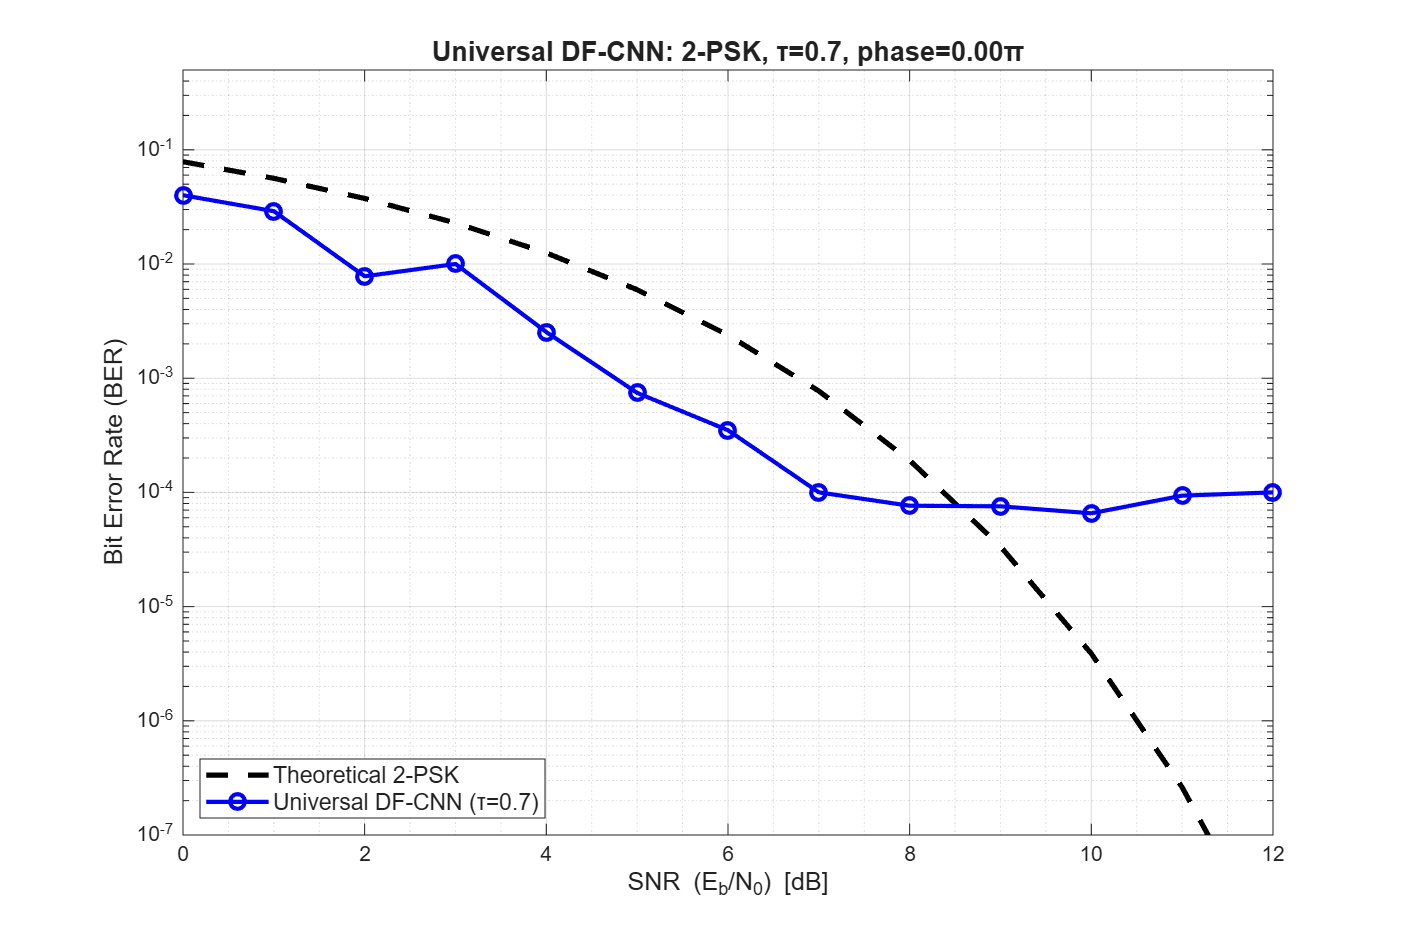 Universal DF-CNN: 2-PSK, τ=0.7, phase=0.00π
Bit Error Rate (BER)
10^-1
10^-2
10^-3
10^-4
10^-5
10^-6
10^-7
Theoretical 2-PSK
Universal DF-CNN (τ=0.7)
0 2 4 6 8 10 12
SNR (E_b/N_0) [dB]